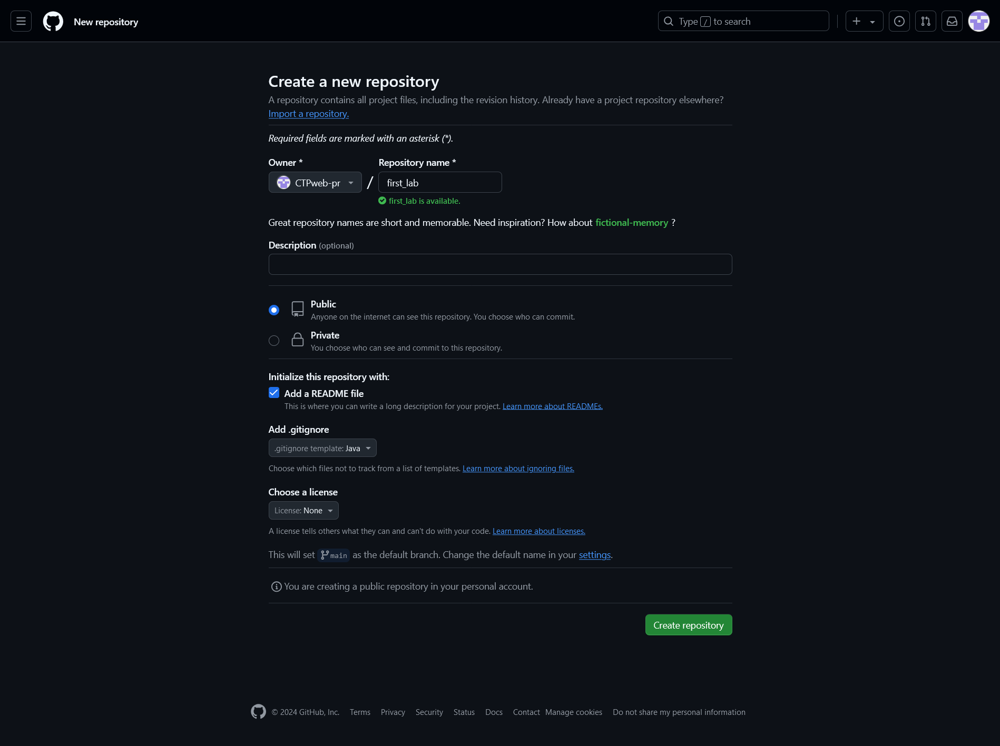 New repository
Type / to search
Create a new repository
A repository contains all project files, including the revision history. Already have a project repository elsewhere?
Import a repository.
Required fields are marked with an asterisk (*).
Owner * Repository name *
CTPweb-pr / first_lab
first_lab is available.
Great repository names are short and memorable. Need inspiration? How about fictional-memory ?
Description (optional)
Public
Anyone on the internet can see this repository. You choose who can commit.
Private
You choose who can see and commit to this repository.
Initialize this repository with:
Add a README file
This is where you can write a long description for your project. Learn more about READMEs.
Add .gitignore
.gitignore template: Java
Choose which files not to track from a list of templates. Learn more about ignoring files.
Choose a license
License: None
A license tells others what they can and can't do with your code. Learn more about licenses.
This will set main as the default branch. Change the default name in your settings.
You are creating a public repository in your personal account.
Create repository
© 2024 GitHub, Inc. Terms Privacy Security Status Docs Contact Manage cookies Do not share my personal information